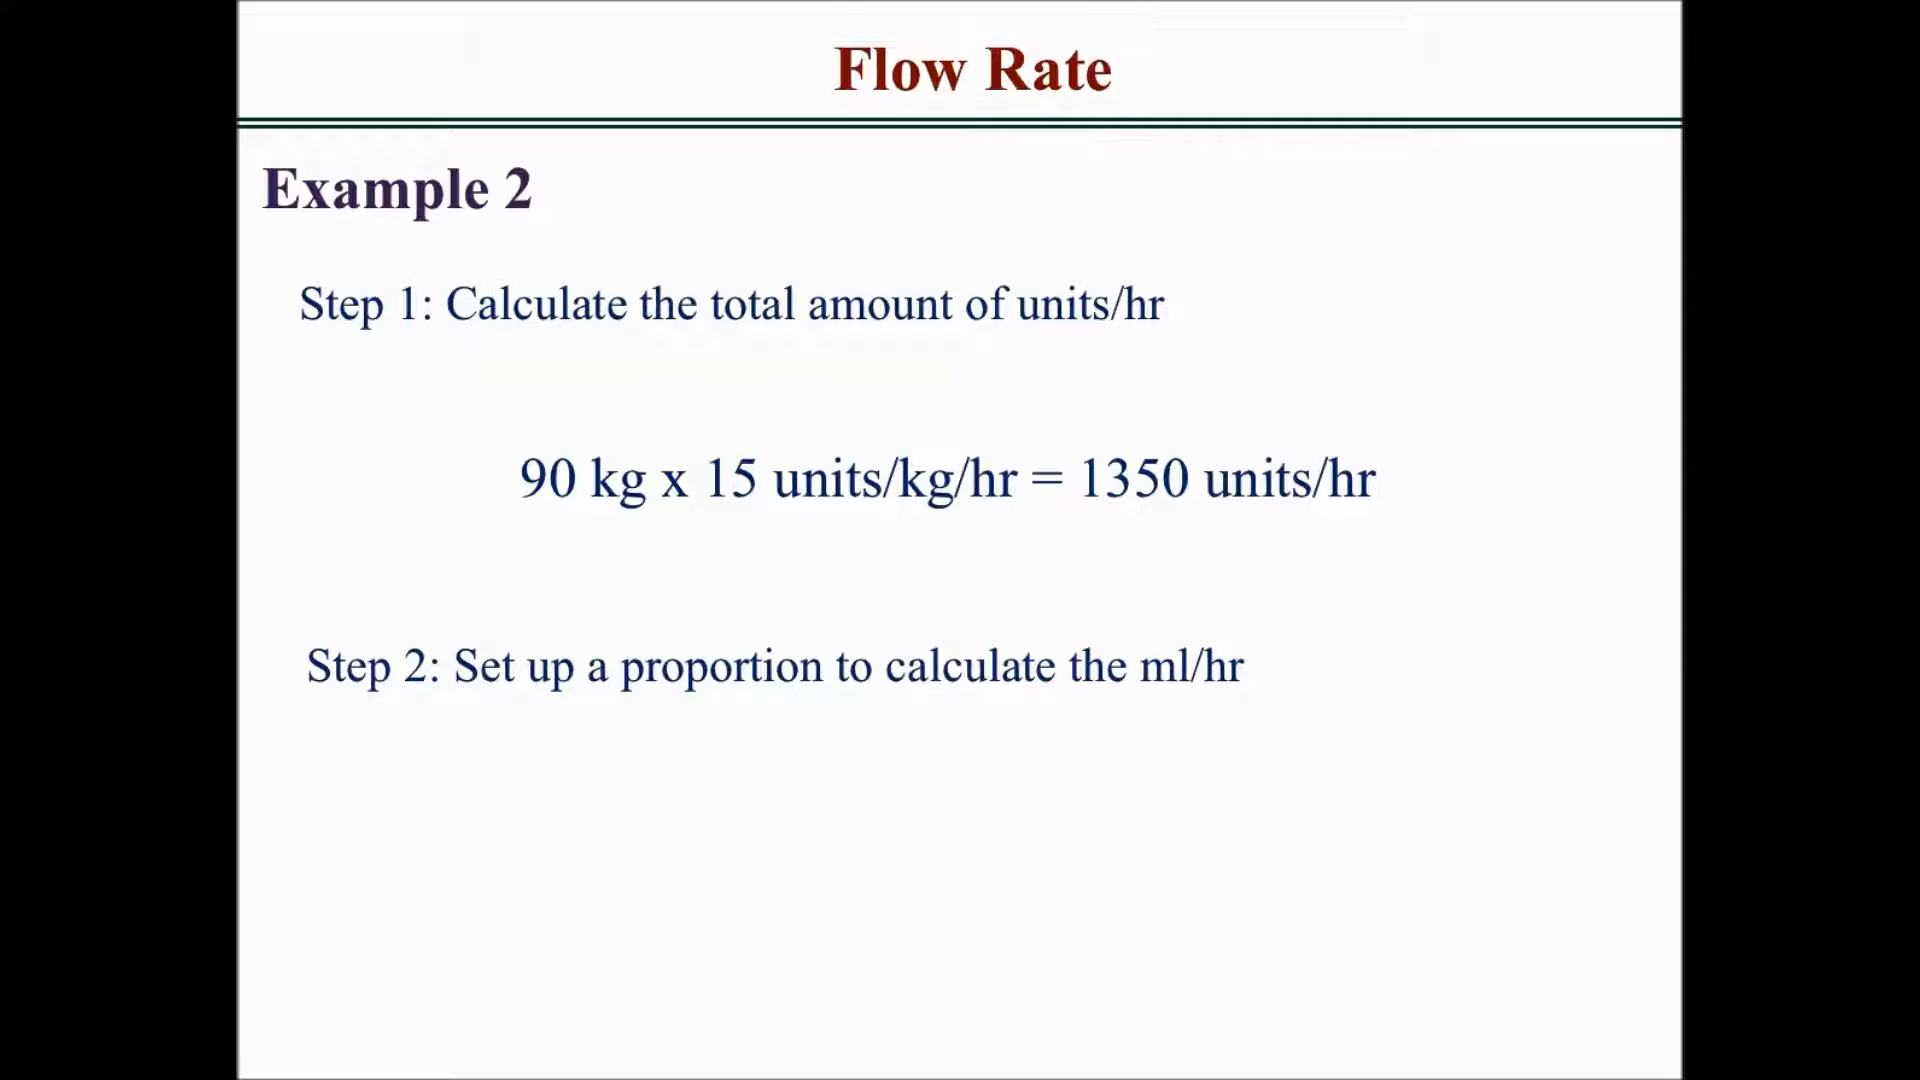 Flow Rate
Example 2
Step 1: Calculate the total amount of units/hr
90 kg x 15 units/kg/hr = 1350 units/hr
Step 2: Set up a proportion to calculate the ml/hr